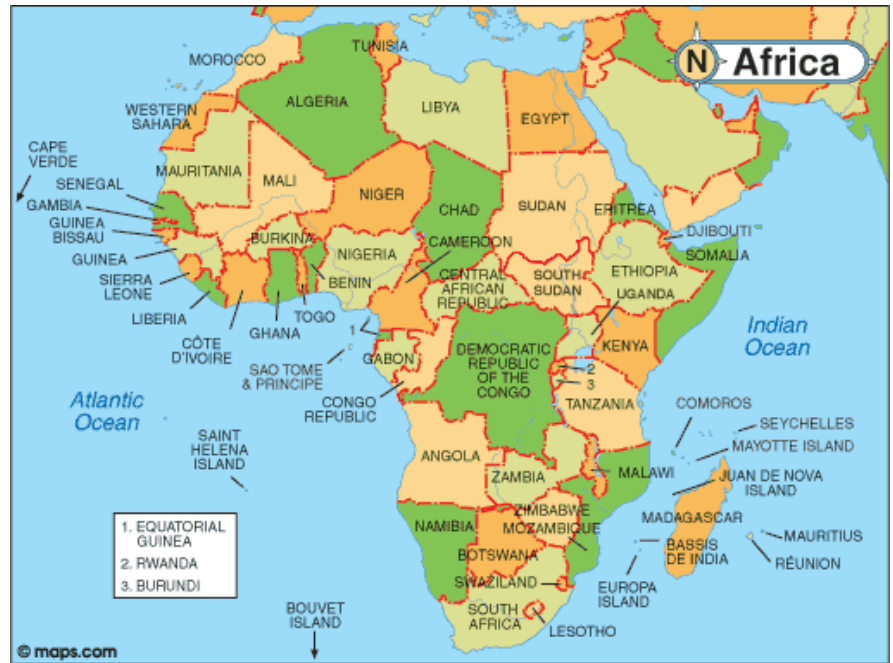 N Africa
MOROCCO
TUNISIA
ALGERIA
LIBYA
EGYPT
WESTERN
SAHARA
CAPE
VERDE
MAURITANIA
MALI
NIGER
CHAD
SUDAN
ERITREA
SENEGAL
GAMBIA
GUINEA
BISSAU
GUINEA
SIERRA
LEONE
LIBERIA
CÔTE
D'IVOIRE
GHANA
TOGO
BENIN
BURKINA
NIGERIA
CAMEROON
CENTRAL
AFRICAN
REPUBLIC
SOUTH
SUDAN
DJIBOUTI
SOMALIA
ETHIOPIA
UGANDA
KENYA
1
GABON
SAO TOME
& PRINCIPE
CONGO
REPUBLIC
DEMOCRATIC
REPUBLIC
OF THE
CONGO
2
3
TANZANIA
Indian
Ocean
Atlantic
Ocean
SAINT
HELENA
ISLAND
COMOROS
SEYCHELLES
MAYOTTE ISLAND
JUAN DE NOVA
ISLAND
ANGOLA
ZAMBIA
MALAWI
ZIMBABWE
MOZAMBIQUE
MADAGASCAR
MAURITIUS
RÉUNION
BASSIS
DE INDIA
EUROPA
ISLAND
NAMIBIA
BOTSWANA
SWAZILAND
SOUTH
AFRICA
LESOTHO
1. EQUATORIAL
GUINEA
2. RWANDA
3. BURUNDI
BOUVET
ISLAND
© maps.com